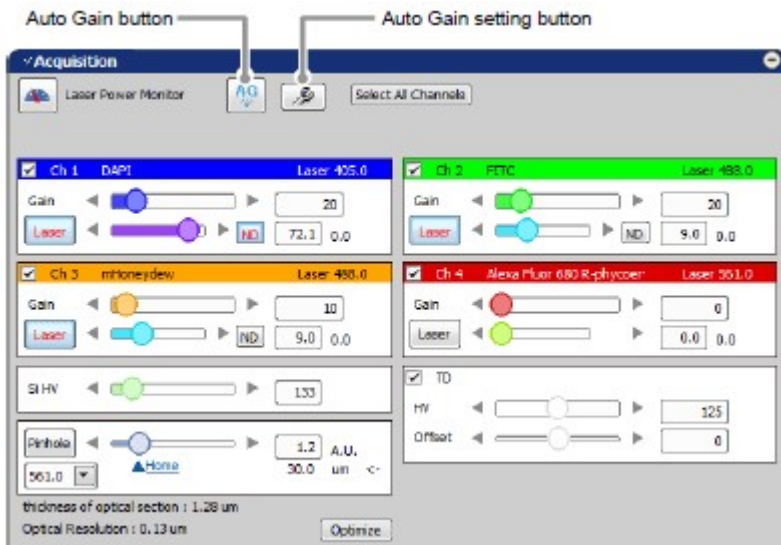 Auto Gain button
Auto Gain setting button
Acquisition
Laser Power Monitor
AG
Select All Channels
Ch 1 DAPI Laser 405.0
Gain 20
Laser ND 72.1 0.0
Ch 2 FITC Laser 488.0
Gain 20
Laser ND 9.0 0.0
Ch 3 mHoneydew Laser 488.0
Gain 10
Laser ND 9.0 0.0
Ch 4 Alexa Fluor 680 R-phycoer Laser 561.0
Gain 0
Laser 0.0 0.0
Si HV 133
TD
HV 125
Offset 0
Pinhole 1.2 A.U.
561.0 Home 30.0 um <-
thickness of optical section : 1.28 um
Optical Resolution : 0.13 um Optimize